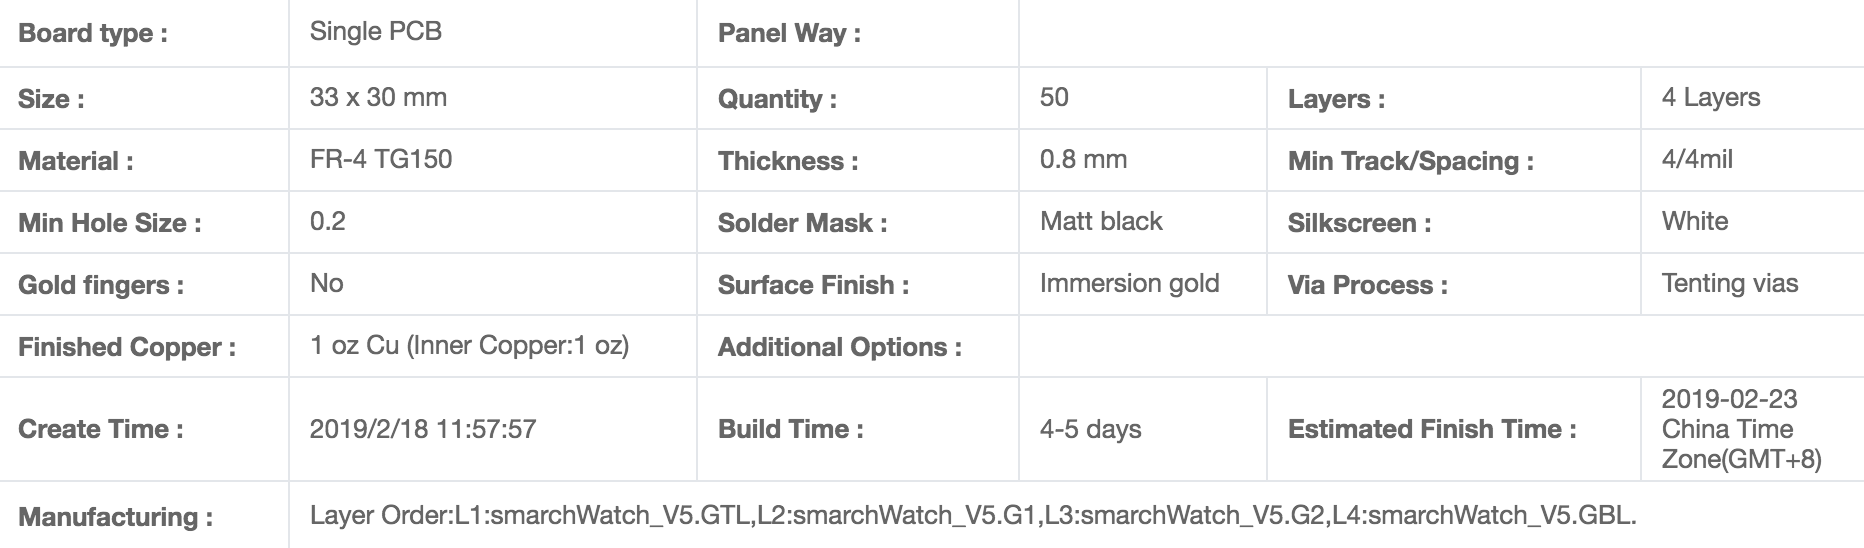 Board type : Single PCB Panel Way :
Size : 33 x 30 mm Quantity : 50 Layers : 4 Layers
Material : FR-4 TG150 Thickness : 0.8 mm Min Track/Spacing : 4/4mil
Min Hole Size : 0.2 Solder Mask : Matt black Silkscreen : White
Gold fingers : No Surface Finish : Immersion gold Via Process : Tenting vias
Finished Copper : 1 oz Cu (Inner Copper:1 oz) Additional Options :
Create Time : 2019/2/18 11:57:57 Build Time : 4-5 days Estimated Finish Time : 2019-02-23
China Time
Zone(GMT+8)
Manufacturing : Layer Order:L1:smarchWatch_V5.GTL,L2:smarchWatch_V5.G1,L3:smarchWatch_V5.G2,L4:smarchWatch_V5.GBL.